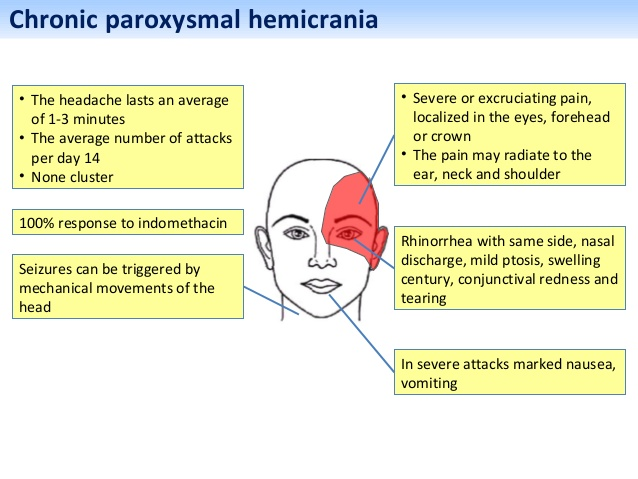 Chronic paroxysmal hemicrania
• The headache lasts an average
of 1-3 minutes
• The average number of attacks
per day 14
• None cluster
100% response to indomethacin
Seizures can be triggered by
mechanical movements of the
head
• Severe or excruciating pain,
localized in the eyes, forehead
or crown
• The pain may radiate to the
ear, neck and shoulder
Rhinorrhea with same side, nasal
discharge, mild ptosis, swelling
century, conjunctival redness and
tearing
In severe attacks marked nausea,
vomiting